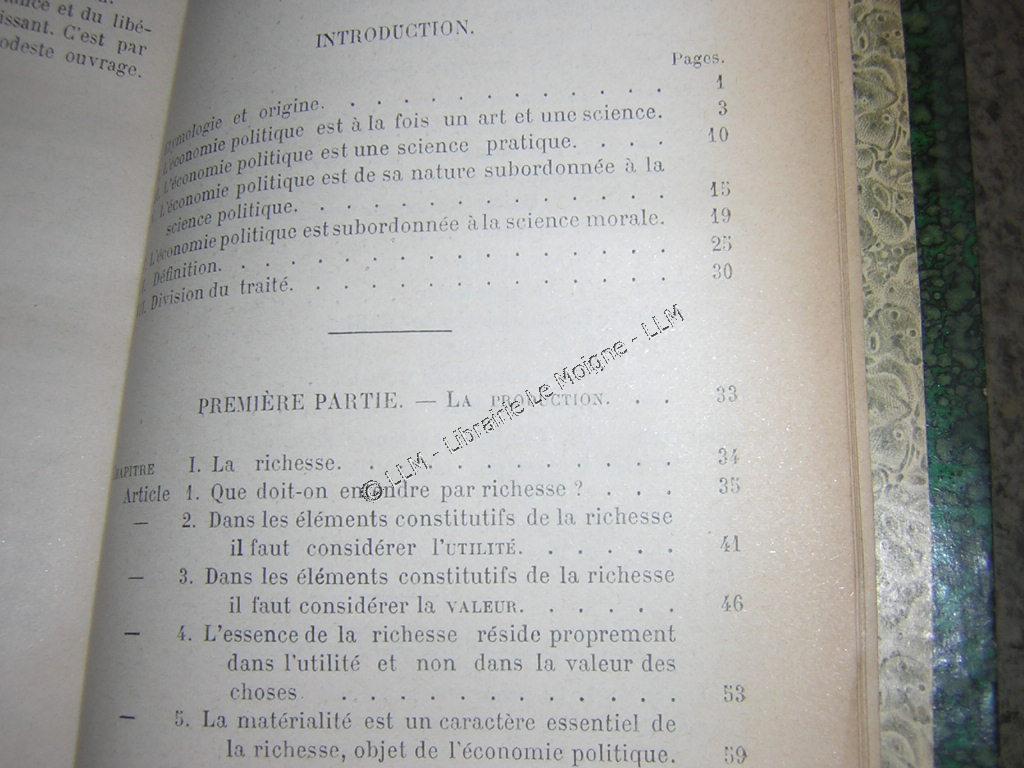 et du libé-
issant. C'est par
odeste ouvrage.
INTRODUCTION.
Pages.
ymologie et origine. . . . . . . . . . . . 1
L'économie politique est à la fois un art et une science. 3
L'économie politique est une science pratique. . . . 10
L'économie politique est de sa nature subordonnée à la
science politique. . . . . . . . . . . . . 15
L'économie politique est subordonnée à la science morale. 19
Définition. . . . . . . . . . . . . . . . 25
Division du traité. . . . . . . . . . . . . 30
PREMIÈRE PARTIE. — LA PRODUCTION. . . 33
APITRE I. La richesse. . . . . . . . . . . . 34
Article 1. Que doit-on entendre par richesse ? . . . 35
— 2. Dans les éléments constitutifs de la richesse
il faut considérer l'UTILITÉ. . . . . . 41
— 3. Dans les éléments constitutifs de la richesse
il faut considérer la VALEUR. . . . . . 46
— 4. L'essence de la richesse réside proprement
dans l'utilité et non dans la valeur des
choses . . . . . . . . . . . . 53
— 5. La matérialité est un caractère essentiel de
la richesse, objet de l'économie politique. 59
© LLM - Librairie Le Moigne - LLM